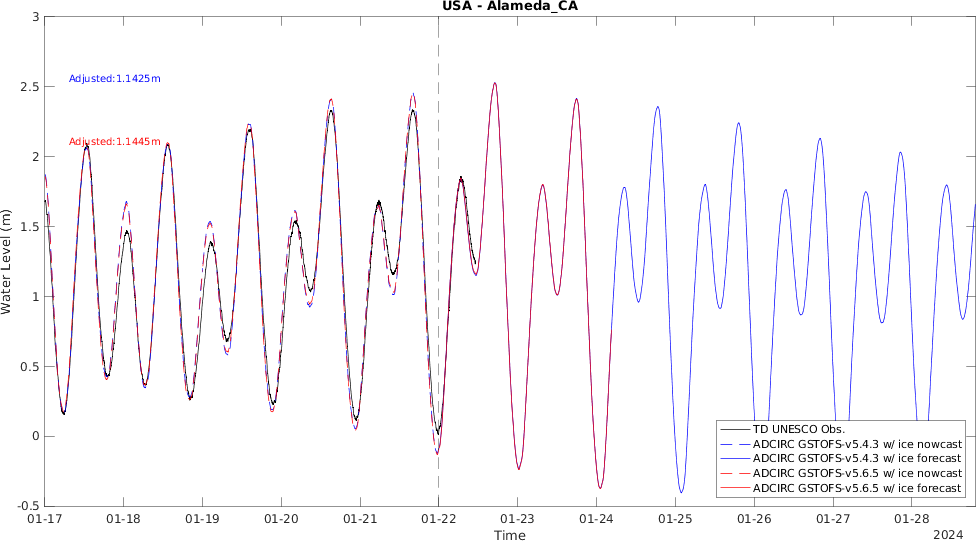 USA - Alameda_CA
3
2.5
2
1.5
1
0.5
0
-0.5
Water Level (m)
Adjusted:1.1425m
Adjusted:1.1445m
TD UNESCO Obs.
ADCIRC GSTOFS-v5.4.3 w/ ice nowcast
ADCIRC GSTOFS-v5.4.3 w/ ice forecast
ADCIRC GSTOFS-v5.6.5 w/ ice nowcast
ADCIRC GSTOFS-v5.6.5 w/ ice forecast
01-17 01-18 01-19 01-20 01-21 01-22 01-23 01-24 01-25 01-26 01-27 01-28
Time
2024